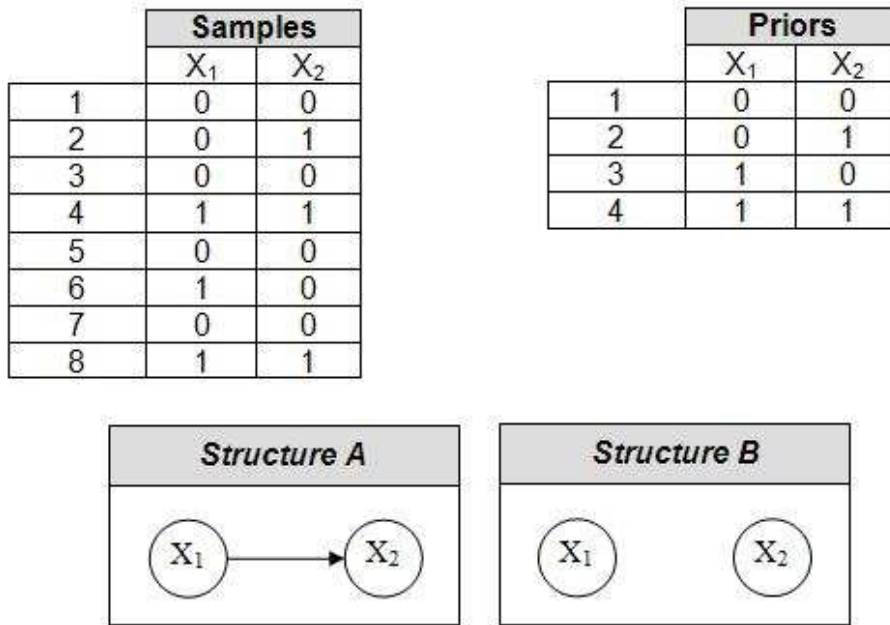 Samples
X₁ X₂
1 0 0
2 0 1
3 0 0
4 1 1
5 0 0
6 1 0
7 0 0
8 1 1
Priors
X₁ X₂
1 0 0
2 0 1
3 1 0
4 1 1
Structure A
X₁ X₂
Structure B
X₁ X₂